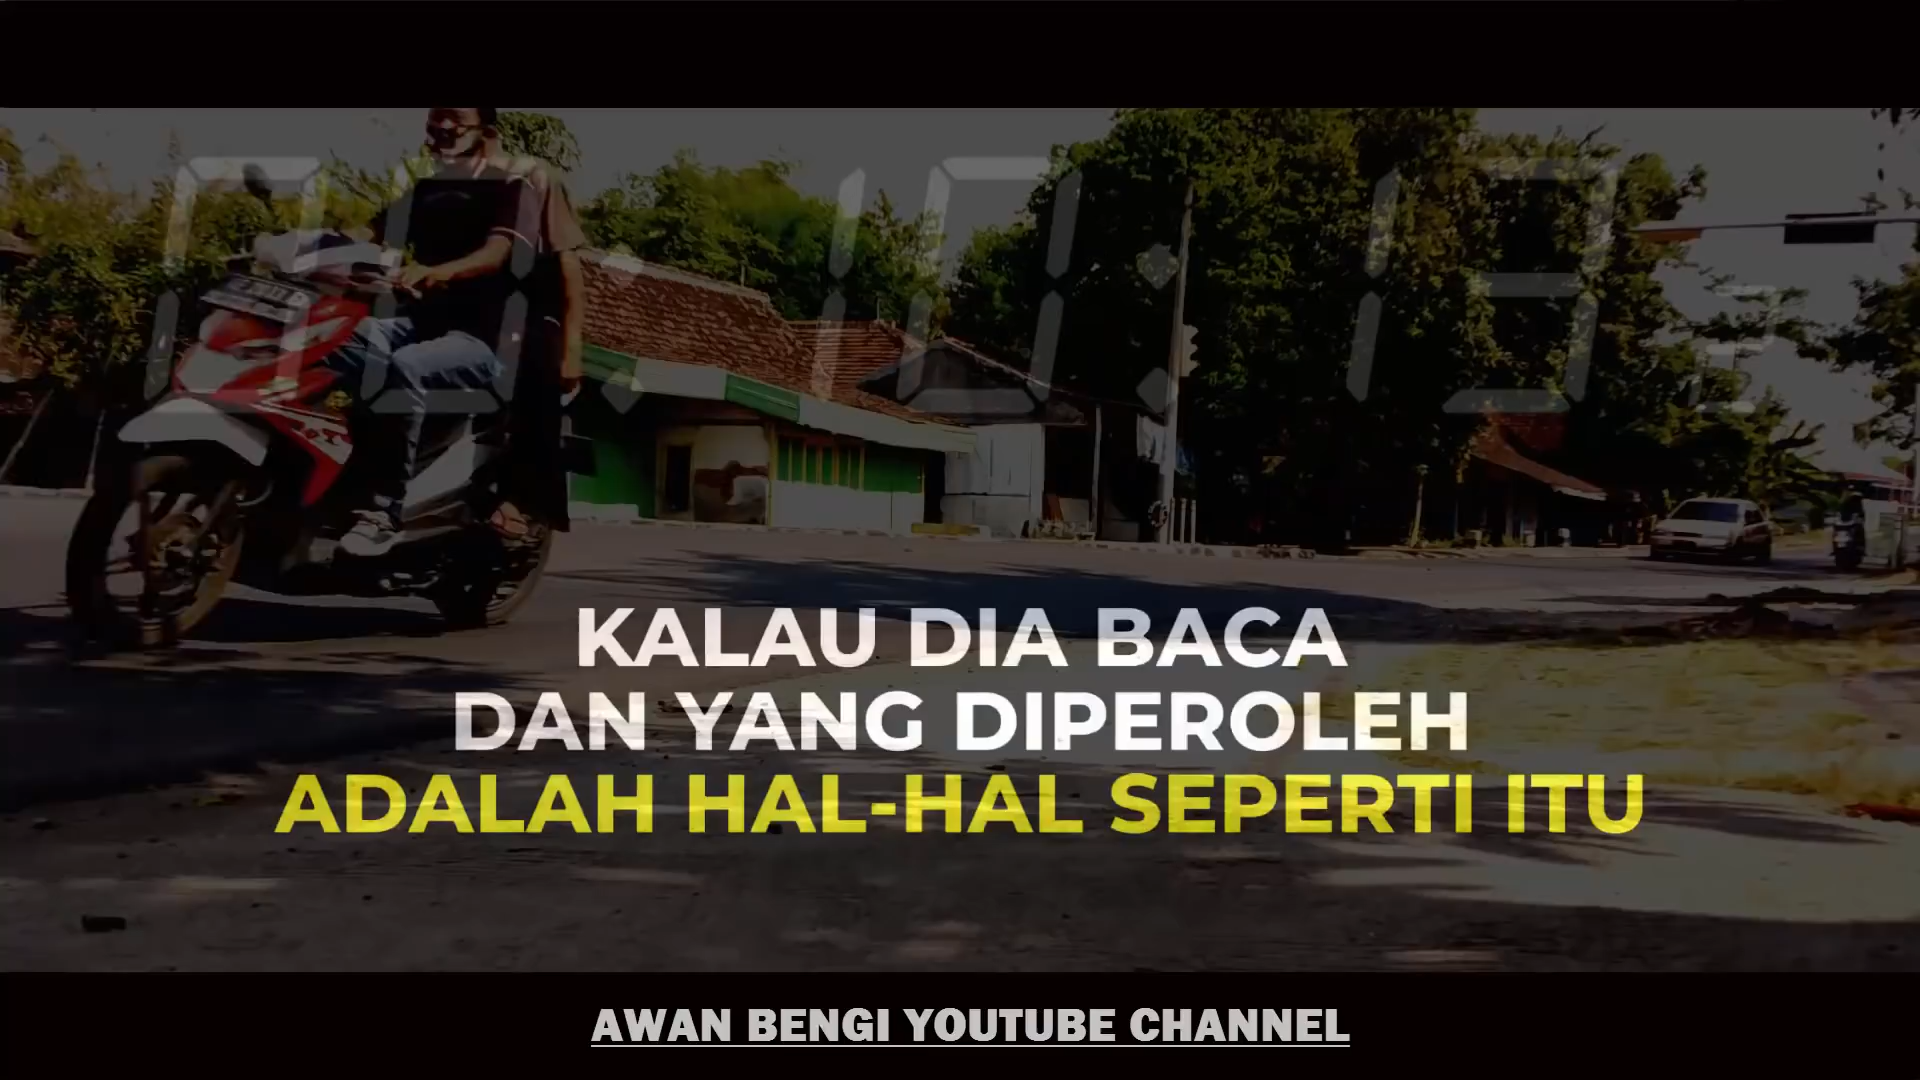 KALAU DIA BACA
DAN YANG DIPEROLEH
ADALAH HAL-HAL SEPERTI ITU
AWAN BENGI YOUTUBE CHANNEL